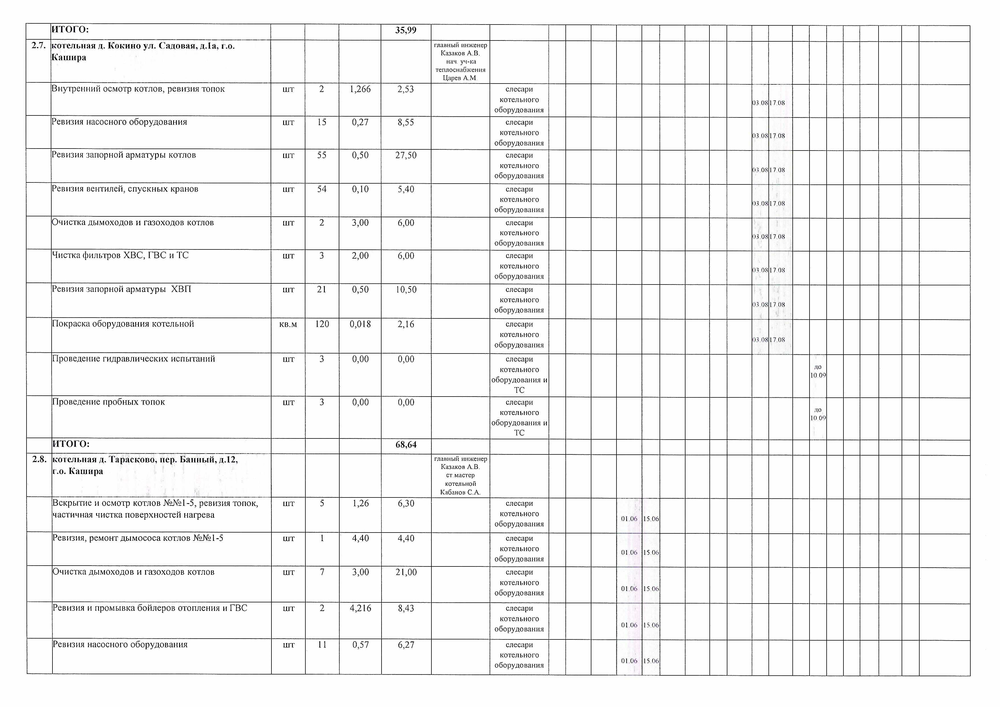 ИТОГО: 35,99
2.7. котельная д. Кокино ул. Садовая, д.1а, г.о. Кашира
главный инженер
Казаков А.В.
нач. уч-ка
теплоснабжения
Царев А.М.
Внутренний осмотр котлов, ревизия топок шт 2 1,266 2,53 слесари
котельного
оборудования
03.08 17.08
Ревизия насосного оборудования шт 15 0,27 8,55 слесари
котельного
оборудования
03.08 17.08
Ревизия запорной арматуры котлов шт 55 0,50 27,50 слесари
котельного
оборудования
03.08 17.08
Ревизия вентилей, спускных кранов шт 54 0,10 5,40 слесари
котельного
оборудования
03.08 17.08
Очистка дымоходов и газоходов котлов шт 2 3,00 6,00 слесари
котельного
оборудования
03.08 17.08
Чистка фильтров ХВС, ГВС и ТС шт 3 2,00 6,00 слесари
котельного
оборудования
03.08 17.08
Ревизия запорной арматуры ХВП шт 21 0,50 10,50 слесари
котельного
оборудования
03.08 17.08
Покраска оборудования котельной кв.м 120 0,018 2,16 слесари
котельного
оборудования
03.08 17.08
Проведение гидравлических испытаний шт 3 0,00 0,00 слесари
котельного
оборудования и
ТС
до
10.09
Проведение пробных топок шт 3 0,00 0,00 слесари
котельного
оборудования и
ТС
до
10.09
ИТОГО: 68,64
2.8. котельная д. Тарасково, пер. Банный, д.12,
г.о. Кашира
главный инженер
Казаков А.В.
ст.мастер
котельной
Кабанов С.А.
Вскрытие и осмотр котлов №№1-5, ревизия топок,
частичная чистка поверхностей нагрева
шт 5 1,26 6,30 слесари
котельного
оборудования
01.06 15.06
Ревизия, ремонт дымососа котлов №№1-5 шт 1 4,40 4,40 слесари
котельного
оборудования
01.06 15.06
Очистка дымоходов и газоходов котлов шт 7 3,00 21,00 слесари
котельного
оборудования
01.06 15.06
Ревизия и промывка бойлеров отопления и ГВС шт 2 4,216 8,43 слесари
котельного
оборудования
01.06 15.06
Ревизия насосного оборудования шт 11 0,57 6,27 слесари
котельного
оборудования
01.06 15.06